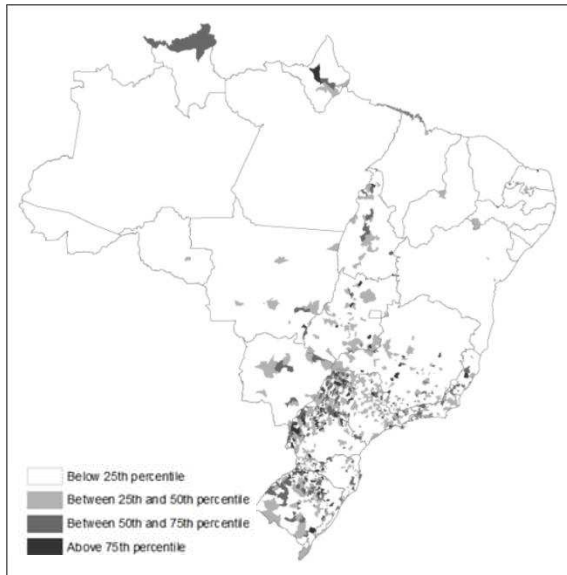 Below 25th percentile
Between 25th and 50th percentile
Between 50th and 75th percentile
Above 75th percentile